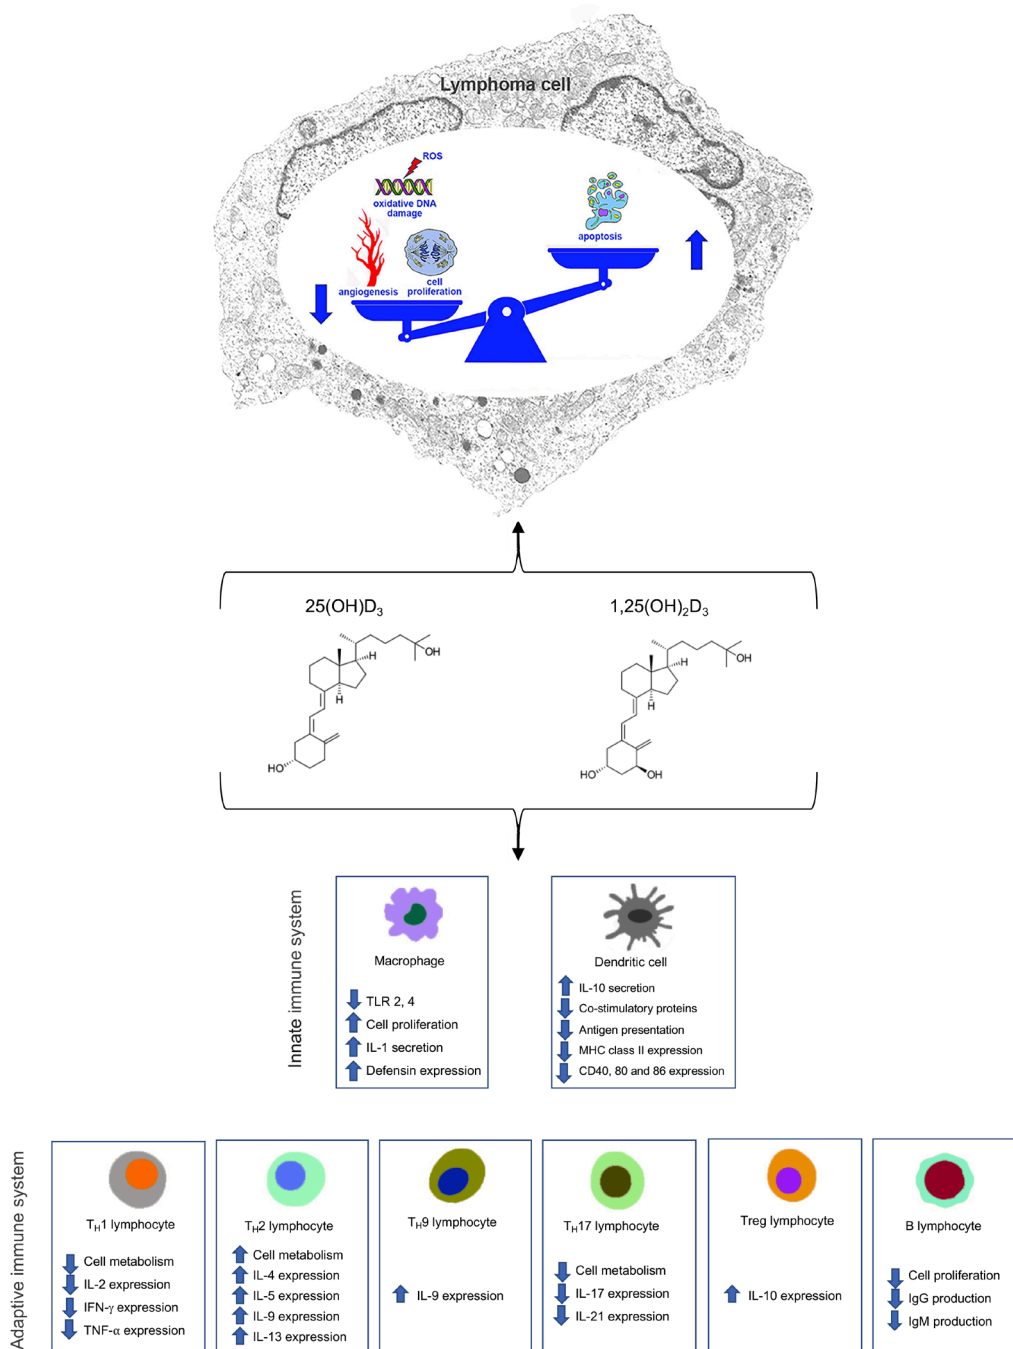 Lymphoma cell
ROS
oxidative DNA
damage
apoptosis
angiogenesis
cell
proliferation
25(OH)D₃
1,25(OH)₂D₃
OH
H
H
HO
OH
H
H
HO
OH
Innate immune system
Macrophage
TLR 2, 4
Cell proliferation
IL-1 secretion
Defensin expression
Dendritic cell
IL-10 secretion
Co-stimulatory proteins
Antigen presentation
MHC class II expression
CD40, 80 and 86 expression
Adaptive immune system
T_H1 lymphocyte
Cell metabolism
IL-2 expression
IFN-γ expression
TNF-α expression
T_H2 lymphocyte
Cell metabolism
IL-4 expression
IL-5 expression
IL-9 expression
IL-13 expression
T_H9 lymphocyte
IL-9 expression
T_H17 lymphocyte
Cell metabolism
IL-17 expression
IL-21 expression
Treg lymphocyte
IL-10 expression
B lymphocyte
Cell proliferation
IgG production
IgM production